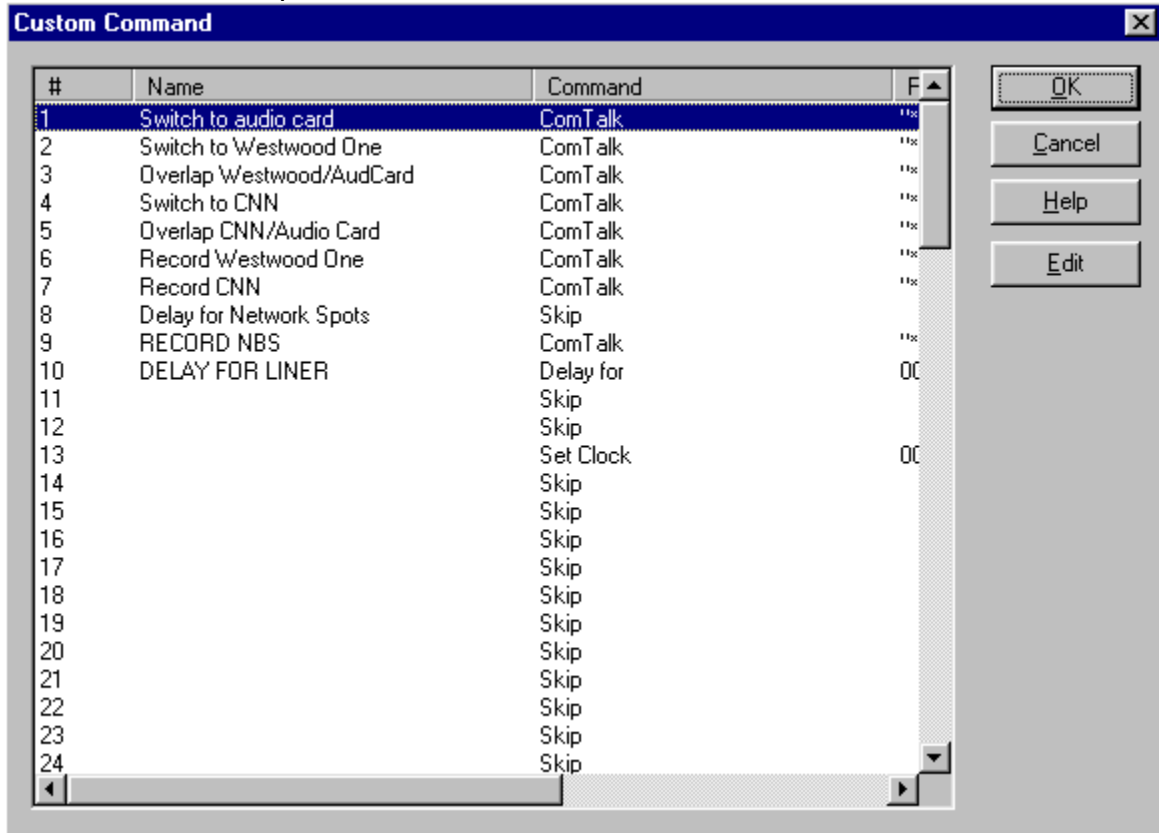 Custom Command
# Name Command F
1 Switch to audio card ComTalk "x
2 Switch to Westwood One ComTalk "x
3 Overlap Westwood/AudCard ComTalk "x
4 Switch to CNN ComTalk "x
5 Overlap CNN/Audio Card ComTalk "x
6 Record Westwood One ComTalk "x
7 Record CNN ComTalk "x
8 Delay for Network Spots Skip
9 RECORD NBS ComTalk "x
10 DELAY FOR LINER Delay for 00
11 Skip
12 Skip
13 Set Clock 00
14 Skip
15 Skip
16 Skip
17 Skip
18 Skip
19 Skip
20 Skip
21 Skip
22 Skip
23 Skip
24 Skip
OK
Cancel
Help
Edit